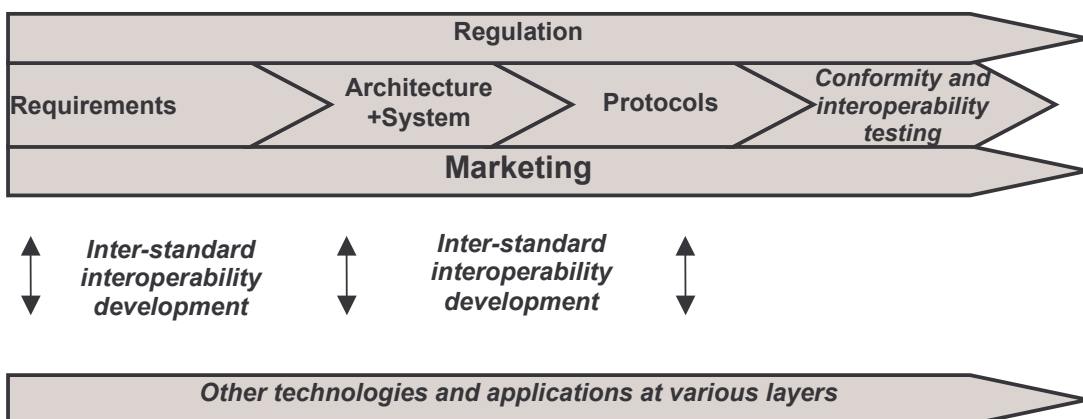 Regulation
Requirements
Architecture
+System
Protocols
Conformity and
interoperability
testing
Marketing
Inter-standard
interoperability
development
Inter-standard
interoperability
development
Other technologies and applications at various layers